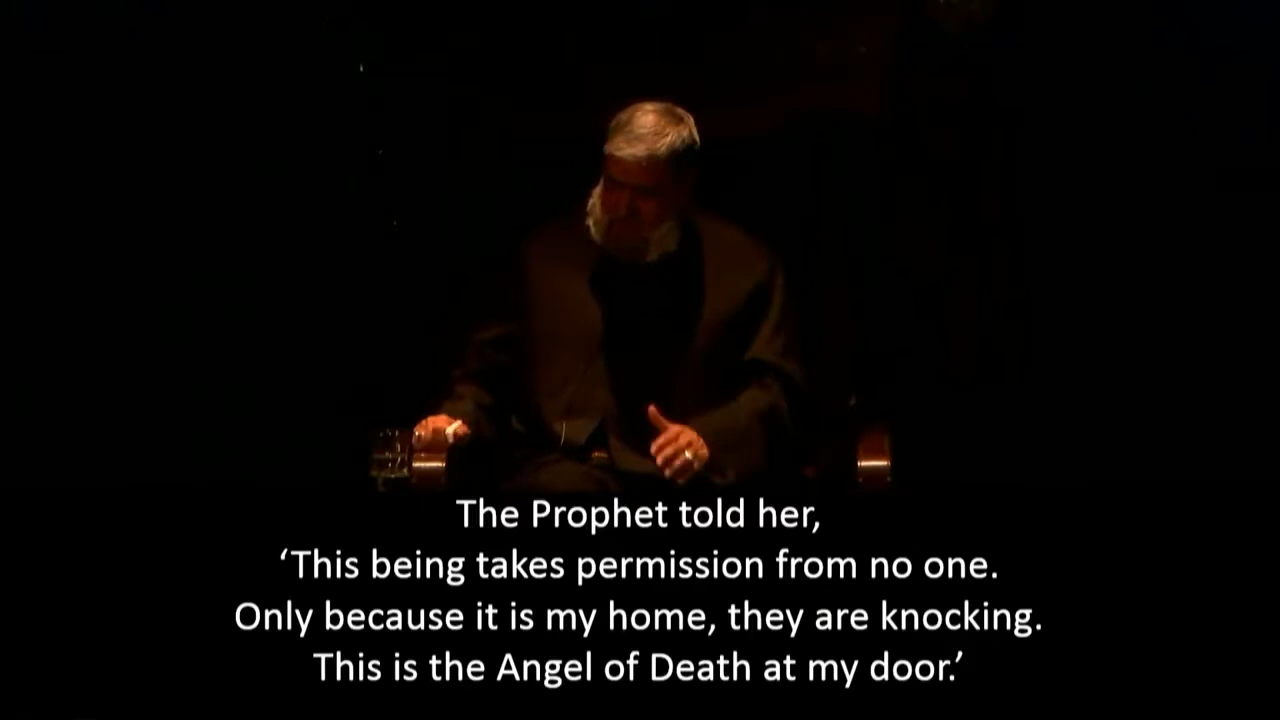 The Prophet told her,
‘This being takes permission from no one.
Only because it is my home, they are knocking.
This is the Angel of Death at my door.’